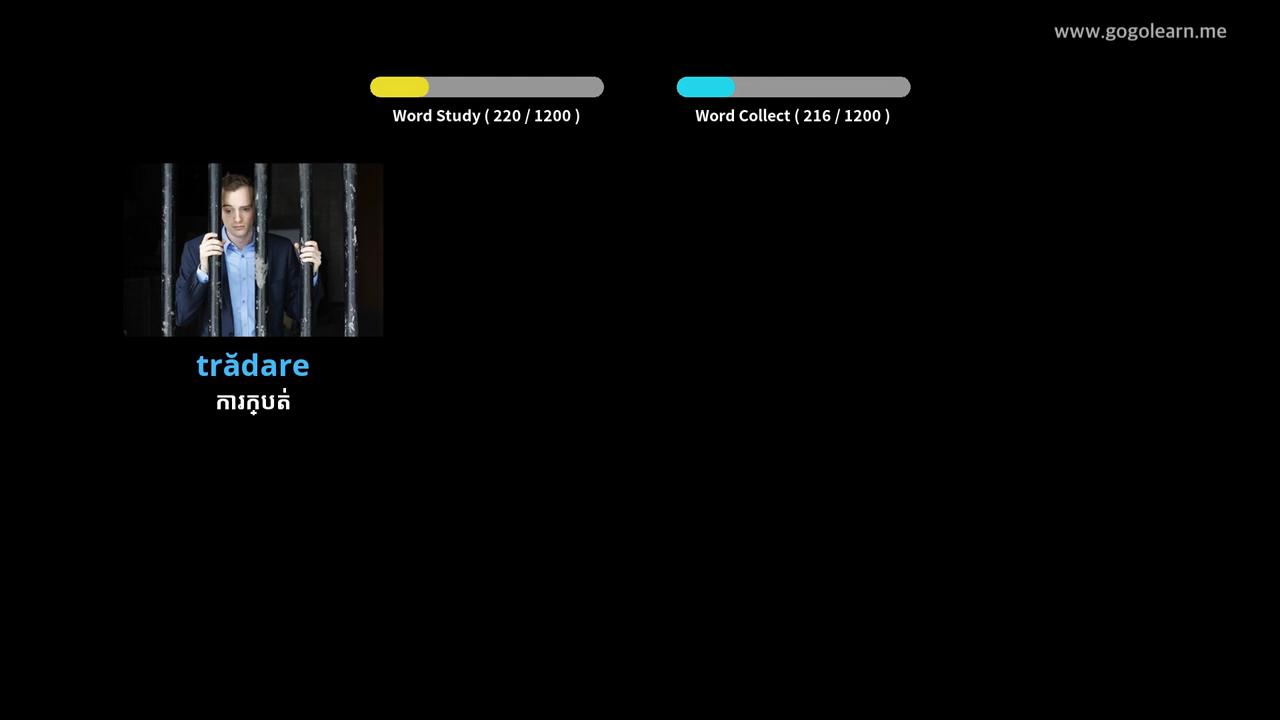 www.gogolearn.me
Word Study ( 220 / 1200 )
Word Collect ( 216 / 1200 )
trădare
ការក្បត់